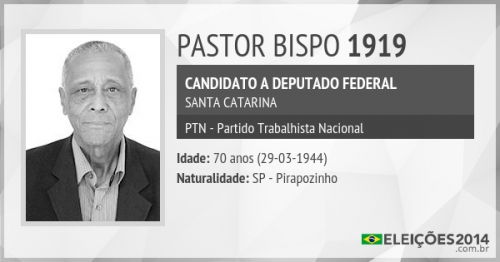 PASTOR BISPO 1919
CANDIDATO A DEPUTADO FEDERAL
SANTA CATARINA
PTN - Partido Trabalhista Nacional
Idade: 70 anos (29-03-1944)
Naturalidade: SP - Pirapozinho
ELEIÇÕES2014
.com.br